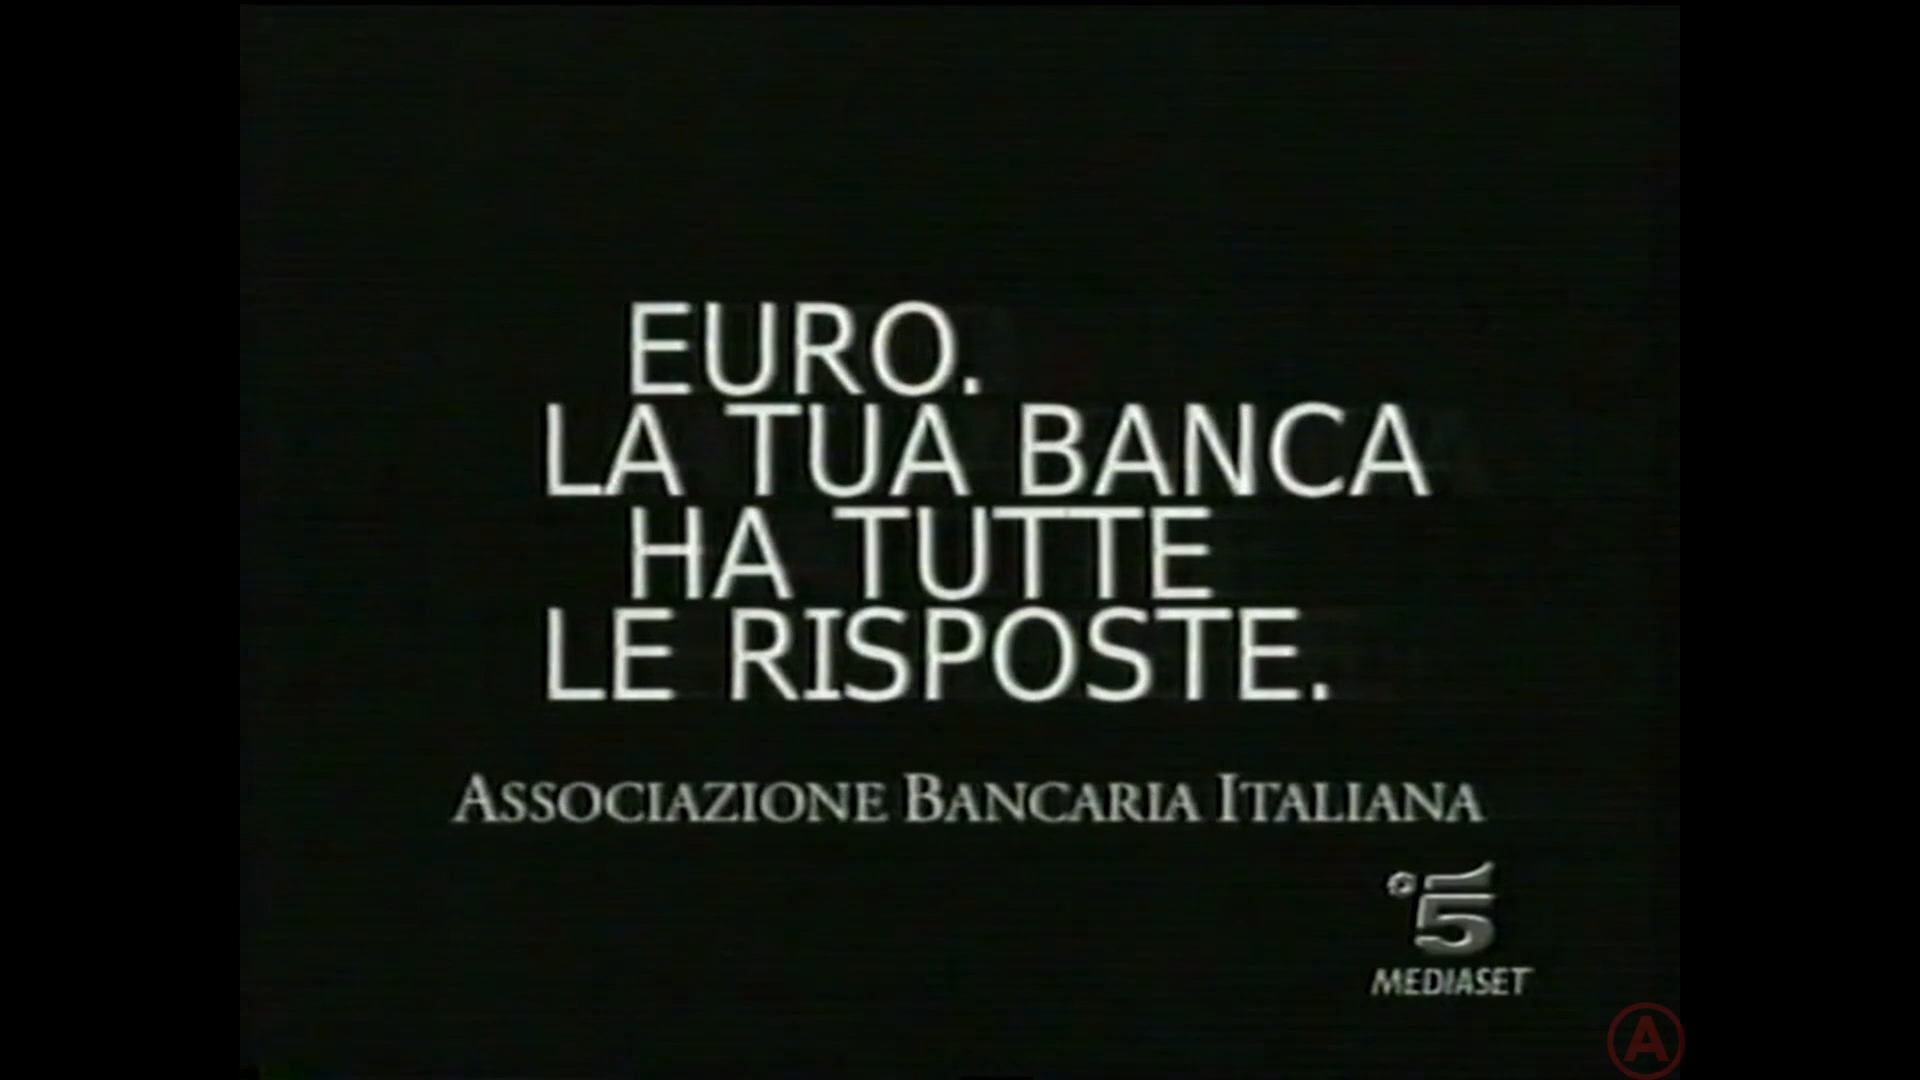 EURO.
LA TUA BANCA
HA TUTTE
LE RISPOSTE.
ASSOCIAZIONE BANCARIA ITALIANA
5
MEDIASET
A